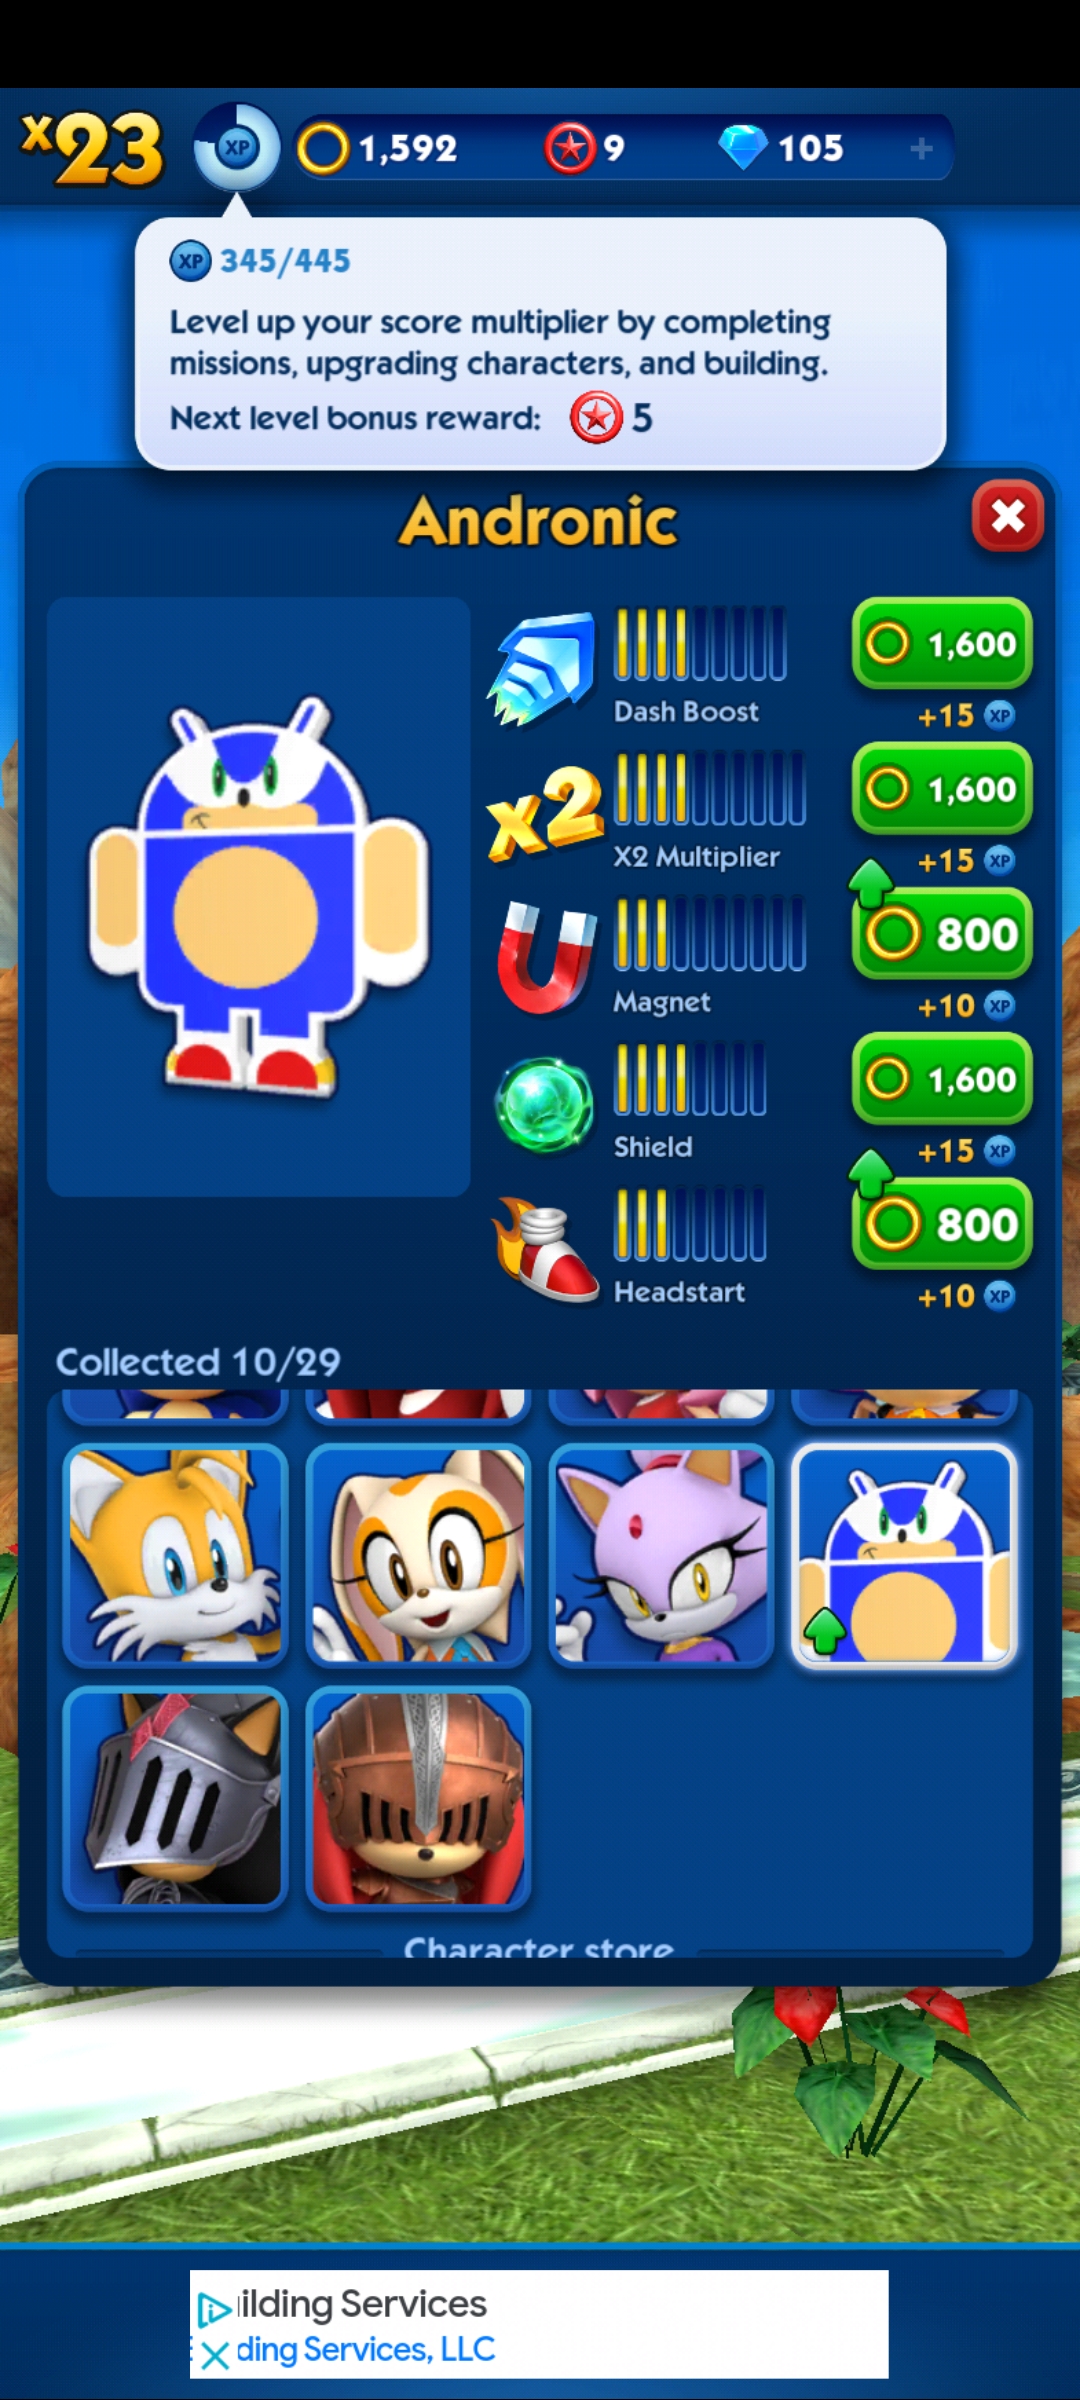 x23 XP 1,592 9 105 +
XP 345/445
Level up your score multiplier by completing
missions, upgrading characters, and building.
Next level bonus reward: 5
Andronic
1,600
Dash Boost
+15 XP
x2
1,600
X2 Multiplier
+15 XP
800
Magnet
+10 XP
1,600
Shield
+15 XP
800
Headstart
+10 XP
Collected 10/29
Character store
ilding Services
ding Services, LLC